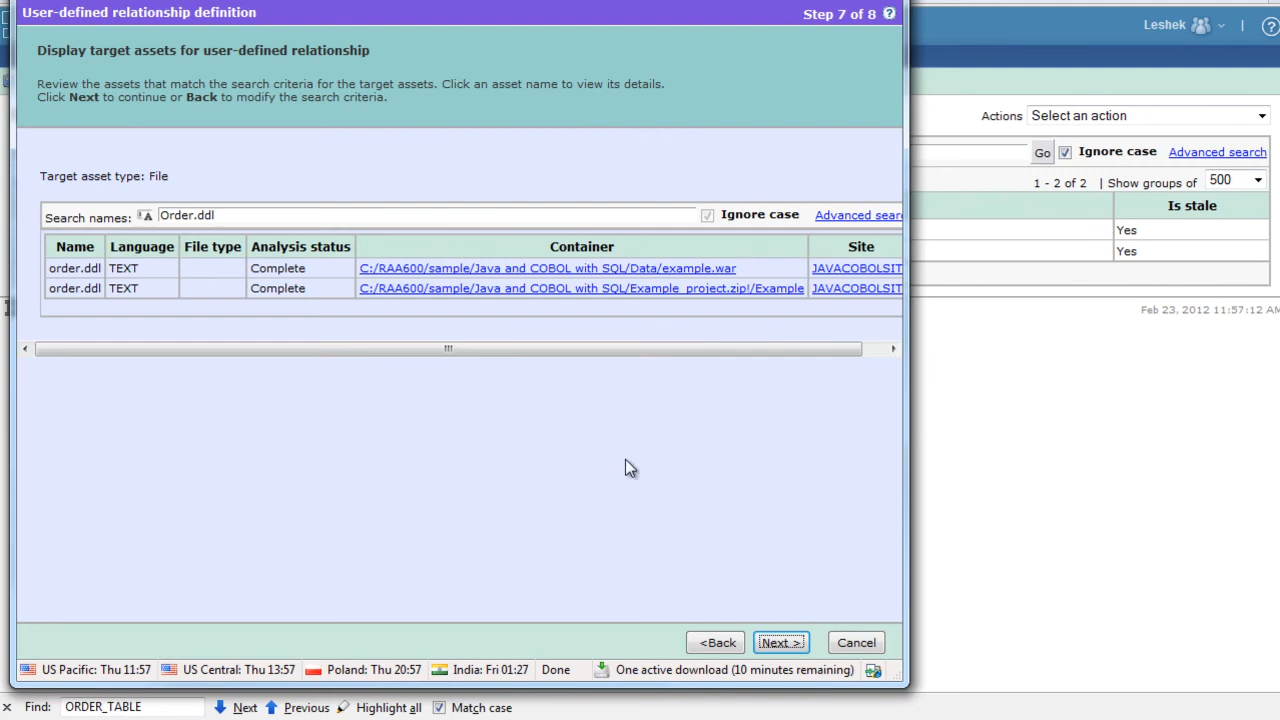 User-defined relationship definition
Step 7 of 8
Leshek
Display target assets for user-defined relationship
Review the assets that match the search criteria for the target assets. Click an asset name to view its details.
Click Next to continue or Back to modify the search criteria.
Actions Select an action
Go Ignore case Advanced search
1 - 2 of 2 | Show groups of 500
Is stale
Yes
Yes
Feb 23, 2012 11:57:12 AM
Target asset type: File
Search names: Order.ddl Ignore case Advanced sear
Name Language File type Analysis status Container Site
order.ddl TEXT Complete C:/RAA600/sample/Java and COBOL with SQL/Data/example.war JAVACOBOLSIT
order.ddl TEXT Complete C:/RAA600/sample/Java and COBOL with SQL/Example_project.zip!/Example JAVACOBOLSIT
<Back Next > Cancel
US Pacific: Thu 11:57 US Central: Thu 13:57 Poland: Thu 20:57 India: Fri 01:27 Done One active download (10 minutes remaining)
Find: ORDER_TABLE Next Previous Highlight all Match case